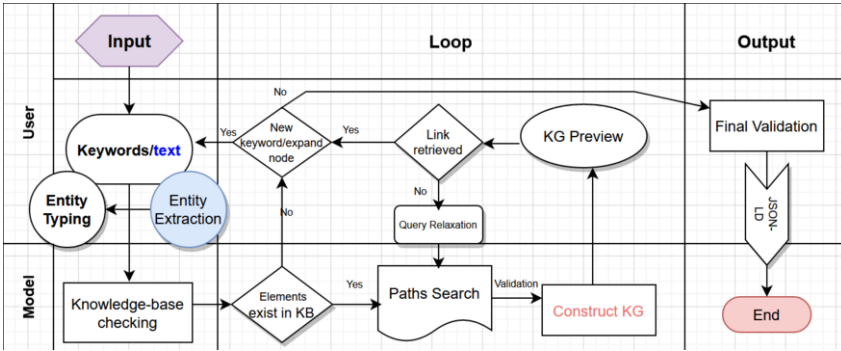 Input
Loop
Output
User
Model
No
Keywords/text
Yes
New
keyword/expand
node
Yes
Link
retrieved
KG Preview
Final Validation
Entity
Typing
Entity
Extraction
No
No
Query Relaxation
JSON-
LD
Knowledge-base
checking
Elements
exist in KB
Yes
Paths Search
Validation
Construct KG
End